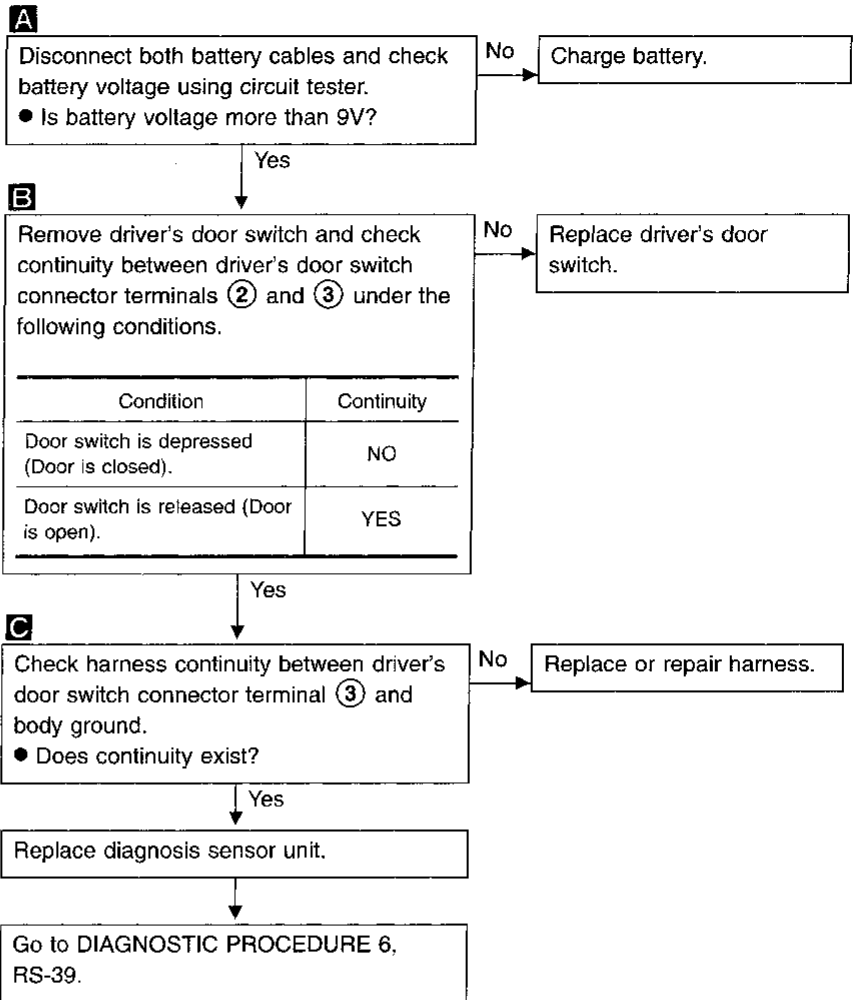 A
Disconnect both battery cables and check
battery voltage using circuit tester.
● Is battery voltage more than 9V?
No
Charge battery.
Yes
B
Remove driver's door switch and check
continuity between driver's door switch
connector terminals ② and ③ under the
following conditions.
No
Replace driver's door
switch.
Condition Continuity
Door switch is depressed
(Door is closed).
NO
Door switch is released (Door
is open).
YES
Yes
C
Check harness continuity between driver's
door switch connector terminal ③ and
body ground.
● Does continuity exist?
No
Replace or repair harness.
Yes
Replace diagnosis sensor unit.
Go to DIAGNOSTIC PROCEDURE 6,
RS-39.